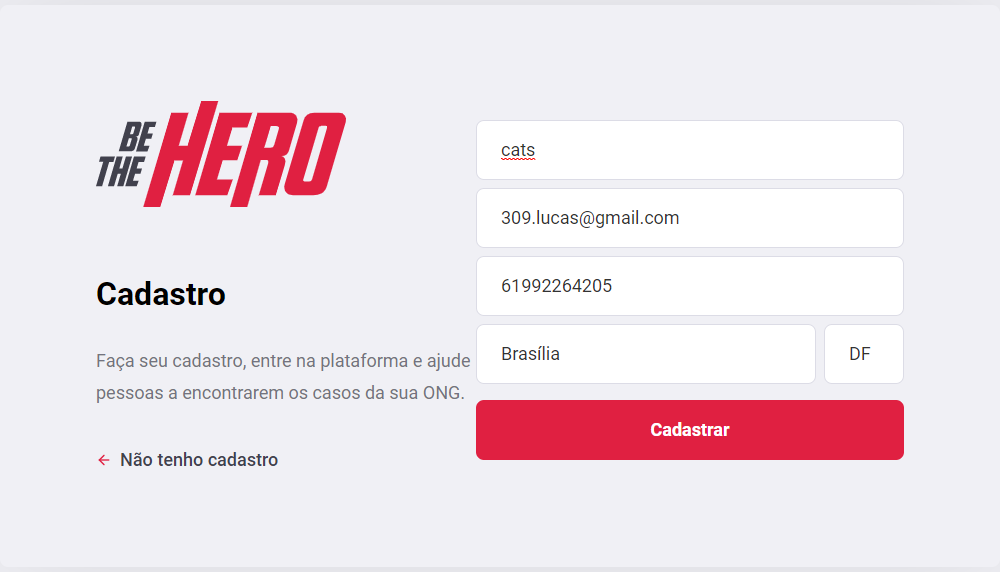 BE
THE HERO
Cadastro
Faça seu cadastro, entre na plataforma e ajude
pessoas a encontrarem os casos da sua ONG.
Não tenho cadastro
cats
309.lucas@gmail.com
61992264205
Brasília DF
Cadastrar